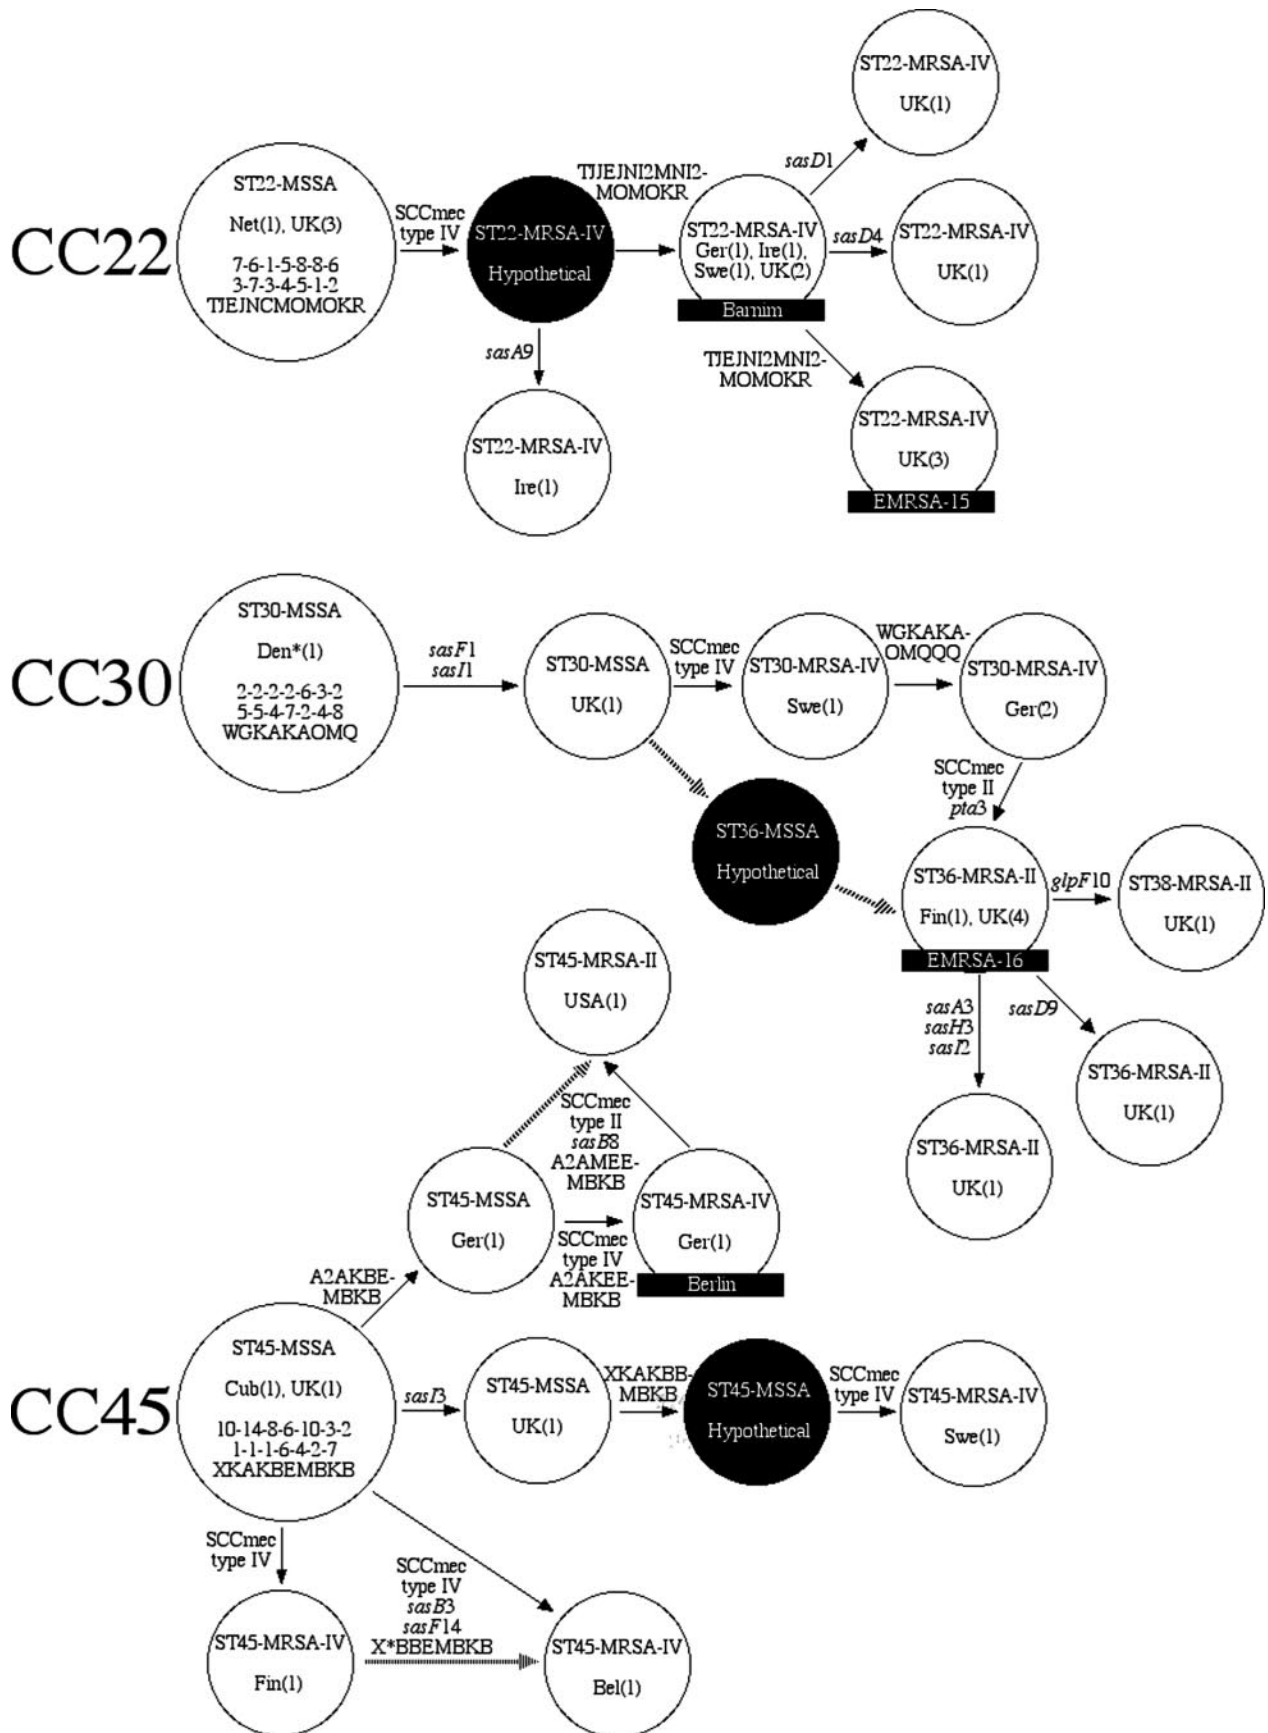 CC22
ST22-MSSA
Net(1), UK(3)
7-6-1-5-8-8-6
3-7-3-4-5-1-2
TJEJNCMOMOKR
SCCmec
type IV
ST22-MRSA-IV
Hypothetical
TJJEJNI2MNI2-
MOMOKR
ST22-MRSA-IV
Ger(1), Ire(1),
Swe(1), UK(2)
Barnim
sasD1
ST22-MRSA-IV
UK(1)
sasD4
ST22-MRSA-IV
UK(1)
TJEJNI2MNI2-
MOMOKR
ST22-MRSA-IV
UK(3)
EMRSA-15
sasA9
ST22-MRSA-IV
Ire(1)
CC30
ST30-MSSA
Den*(1)
2-2-2-2-6-3-2
5-5-4-7-2-4-8
WGKAKAOMQ
sasF1
sasI1
ST30-MSSA
UK(1)
SCCmec
type IV
ST30-MRSA-IV
Swe(1)
WGKAKA-
OMQQQ
ST30-MRSA-IV
Ger(2)
SCCmec
type II
pta3
ST36-MSSA
Hypothetical
ST36-MRSA-II
Fin(1), UK(4)
EMRSA-16
glpF10
ST38-MRSA-II
UK(1)
sasA3
sasH3
sasI2
sasD9
ST36-MRSA-II
UK(1)
ST36-MRSA-II
UK(1)
ST45-MRSA-II
USA(1)
SCCmec
type II
sasB8
A2AMEE-
MBKB
ST45-MSSA
Ger(1)
SCCmec
type IV
A2AKEE-
MBKB
ST45-MRSA-IV
Ger(1)
Berlin
A2AKBE-
MBKB
CC45
ST45-MSSA
Cub(1), UK(1)
10-14-8-6-10-3-2
1-1-1-6-4-2-7
XKAKBEMBKB
sasI3
ST45-MSSA
UK(1)
XKAKBB-
MBKB
ST45-MSSA
Hypothetical
SCCmec
type IV
ST45-MRSA-IV
Swe(1)
SCCmec
type IV
ST45-MRSA-IV
Fin(1)
SCCmec
type IV
sasB3
sasF14
X*BBEMBKB
ST45-MRSA-IV
Bel(1)